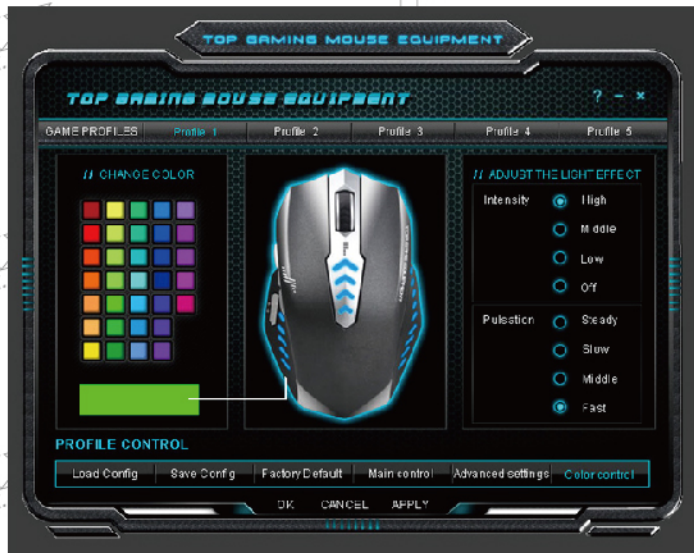 TOP GAMING MOUSE EQUIPMENT
TOP GAMING MOUSE EQUIPMENT ? – ×
GAME PROFILES Profile 1 Profile 2 Profile 3 Profile 4 Profile 5
// CHANGE COLOR
// ADJUST THE LIGHT EFFECT
Intensity High
Middle
Low
Off
Pulsation Steady
Slow
Middle
Fast
PROFILE CONTROL
Load Config Save Config Factory Default Main control Advanced settings Color control
OK CANCEL APPLY